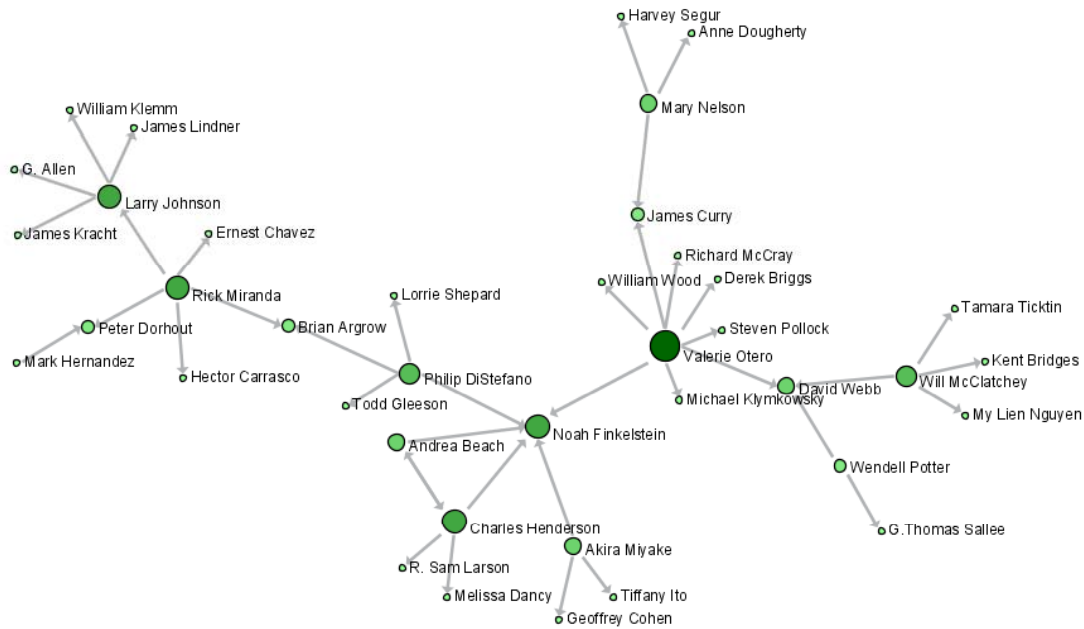 Harvey Segur
Anne Dougherty
Mary Nelson
William Klemm
James Lindner
G. Allen
Larry Johnson
James Kracht
Ernest Chavez
James Curry
Richard McCray
William Wood
Derek Briggs
Rick Miranda
Lorrie Shepard
Tamara Ticktin
Peter Dorhout
Brian Argrow
Steven Pollock
Mark Hernandez
Valerie Otero
Kent Bridges
Hector Carrasco
Philip DiStefano
David Webb
Will McClatchey
Todd Gleeson
Michael Klymkowsky
My Lien Nguyen
Andrea Beach
Noah Finkelstein
Wendell Potter
Charles Henderson
G.Thomas Sallee
Akira Miyake
R. Sam Larson
Melissa Dancy
Tiffany Ito
Geoffrey Cohen